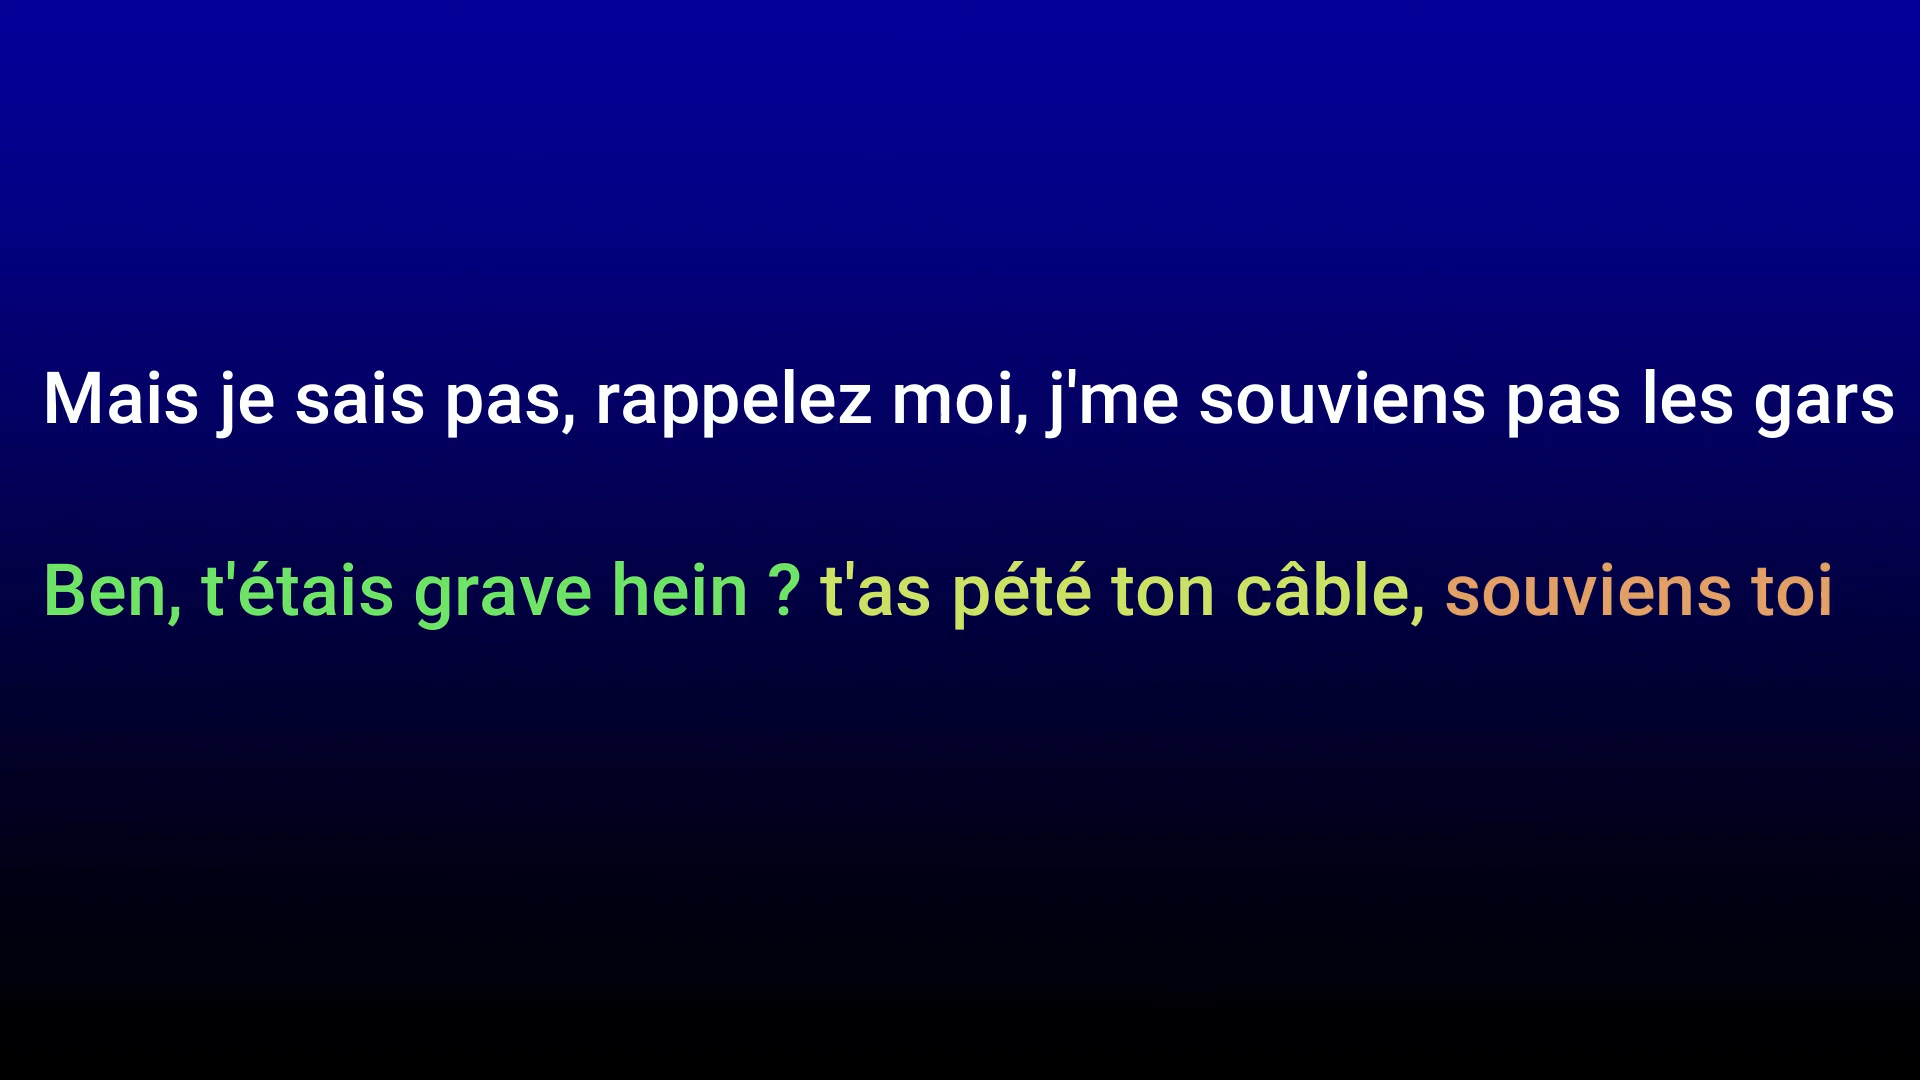 Mais je sais pas, rappelez moi, j'me souviens pas les gars
Ben, t'étais grave hein ? t'as pété ton câble, souviens toi